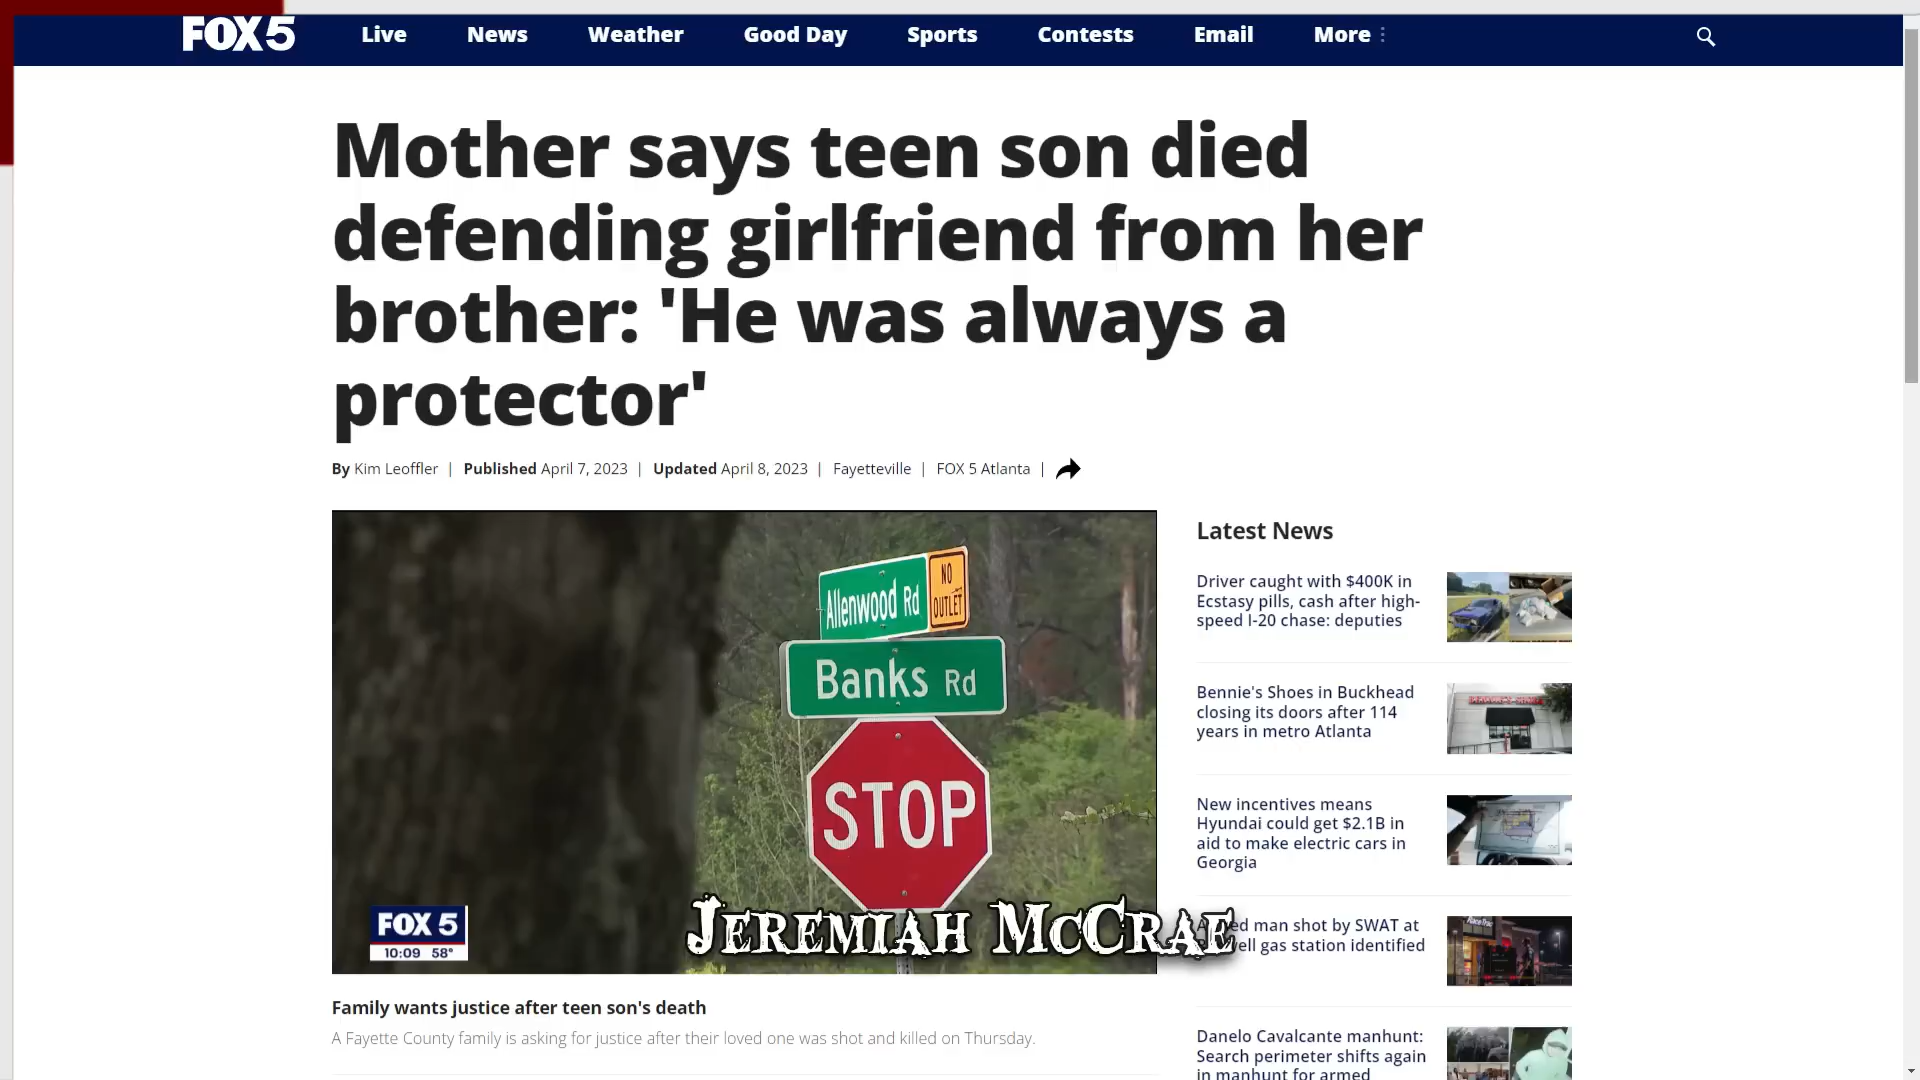 FOX 5
Live News Weather Good Day Sports Contests Email More
Mother says teen son died
defending girlfriend from her
brother: 'He was always a
protector'
By Kim Leoffler | Published April 7, 2023 | Updated April 8, 2023 | Fayetteville | FOX 5 Atlanta |
Allenwood Rd
NO
OUTLET
Banks Rd
STOP
FOX 5
10:09 58°
JEREMIAH MCCRAE
Family wants justice after teen son's death
A Fayette County family is asking for justice after their loved one was shot and killed on Thursday.
Latest News
Driver caught with $400K in
Ecstasy pills, cash after high-
speed I-20 chase: deputies
Bennie's Shoes in Buckhead
closing its doors after 114
years in metro Atlanta
New incentives means
Hyundai could get $2.1B in
aid to make electric cars in
Georgia
man shot by SWAT at
gas station identified
Danelo Cavalcante manhunt:
Search perimeter shifts again
in manhunt for armed